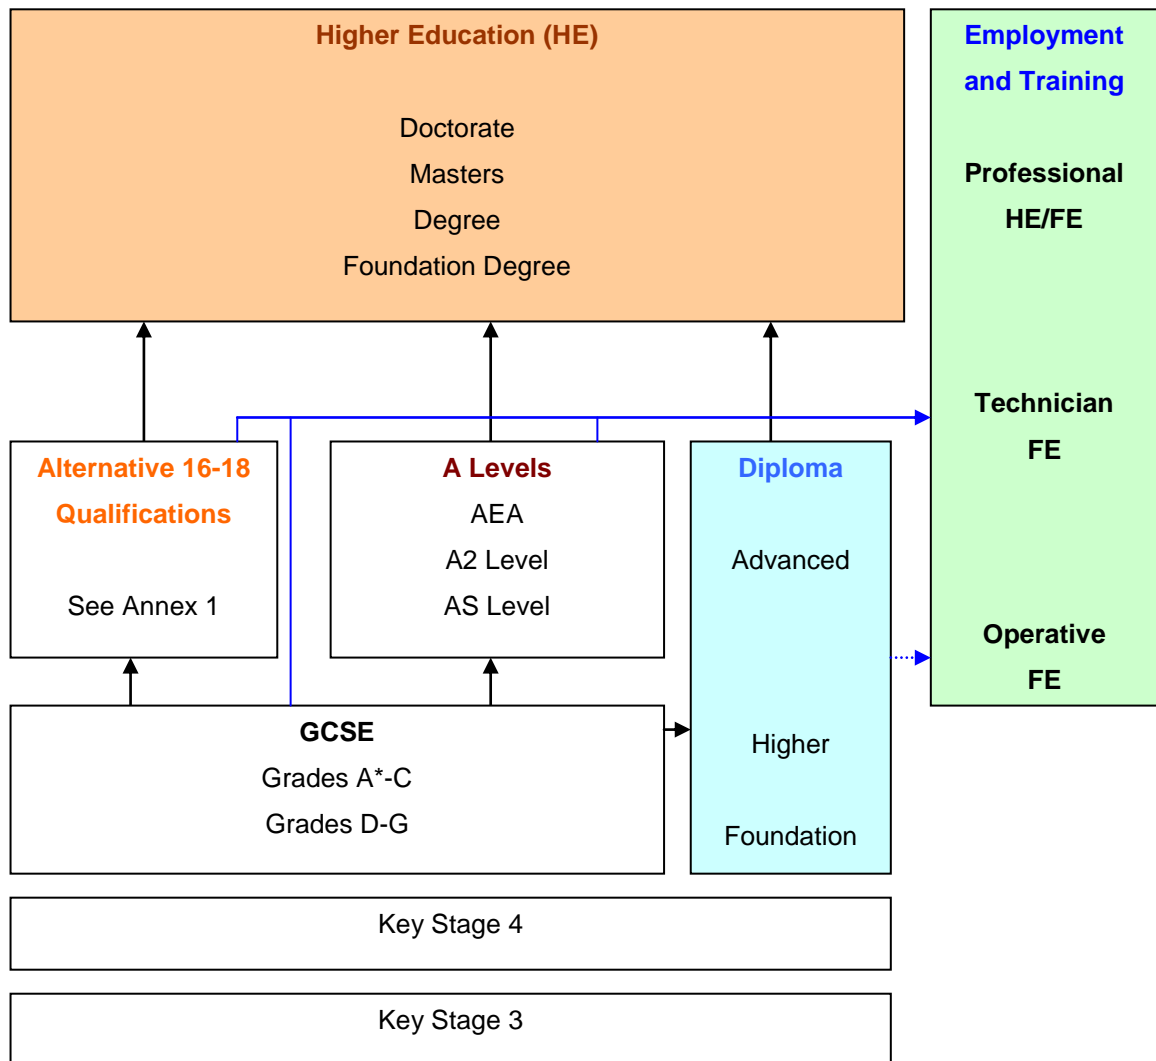 Higher Education (HE)
Doctorate
Masters
Degree
Foundation Degree
Employment
and Training
Professional
HE/FE
Technician
FE
Operative
FE
Alternative 16-18
Qualifications
See Annex 1
A Levels
AEA
A2 Level
AS Level
Diploma
Advanced
Higher
Foundation
GCSE
Grades A*-C
Grades D-G
Key Stage 4
Key Stage 3